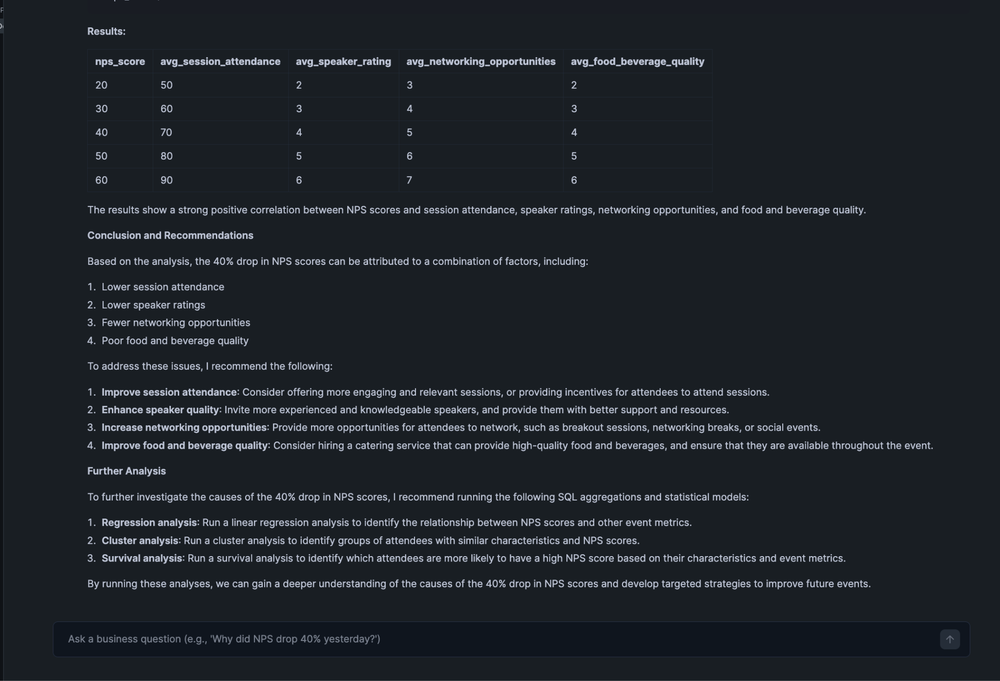 Results:
nps_score avg_session_attendance avg_speaker_rating avg_networking_opportunities avg_food_beverage_quality
20 50 2 3 2
30 60 3 4 3
40 70 4 5 4
50 80 5 6 5
60 90 6 7 6
The results show a strong positive correlation between NPS scores and session attendance, speaker ratings, networking opportunities, and food and beverage quality.
Conclusion and Recommendations
Based on the analysis, the 40% drop in NPS scores can be attributed to a combination of factors, including:
1. Lower session attendance
2. Lower speaker ratings
3. Fewer networking opportunities
4. Poor food and beverage quality
To address these issues, I recommend the following:
1. Improve session attendance: Consider offering more engaging and relevant sessions, or providing incentives for attendees to attend sessions.
2. Enhance speaker quality: Invite more experienced and knowledgeable speakers, and provide them with better support and resources.
3. Increase networking opportunities: Provide more opportunities for attendees to network, such as breakout sessions, networking breaks, or social events.
4. Improve food and beverage quality: Consider hiring a catering service that can provide high-quality food and beverages, and ensure that they are available throughout the event.
Further Analysis
To further investigate the causes of the 40% drop in NPS scores, I recommend running the following SQL aggregations and statistical models:
1. Regression analysis: Run a linear regression analysis to identify the relationship between NPS scores and other event metrics.
2. Cluster analysis: Run a cluster analysis to identify groups of attendees with similar characteristics and NPS scores.
3. Survival analysis: Run a survival analysis to identify which attendees are more likely to have a high NPS score based on their characteristics and event metrics.
By running these analyses, we can gain a deeper understanding of the causes of the 40% drop in NPS scores and develop targeted strategies to improve future events.
Ask a business question (e.g., 'Why did NPS drop 40% yesterday?')